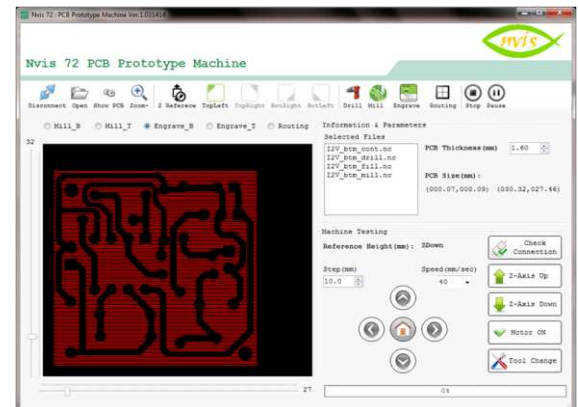 Nvis 72 : PCB Prototype Machine Ver.1.031414
nvis
Nvis 72 PCB Prototype Machine
Disconnect Open Show PCB Zoom- Z Referece TopLeft TopRight BotRight BotLeft Drill Mill Engrave Routing Stop Pause
Mill_B Mill_T Engrave_B Engrave_T Routing
Information & Parameters
Selected Files
32
I2V_btm_cont.nc
I2V_btm_drill.nc
I2V_btm_fill.nc
I2V_btm_mill.nc
PCB Thickness(mm) 1.60
PCB Size(mm) :
(000.07,000.09) (030.32,027.46)
Machine Testing
Reference Height(mm): ZDown
Check
Connection
Step(mm) Speed(mm/sec)
10.0 40
Z-Axis Up
Z-Axis Down
Motor ON
Tool Change
27
0%